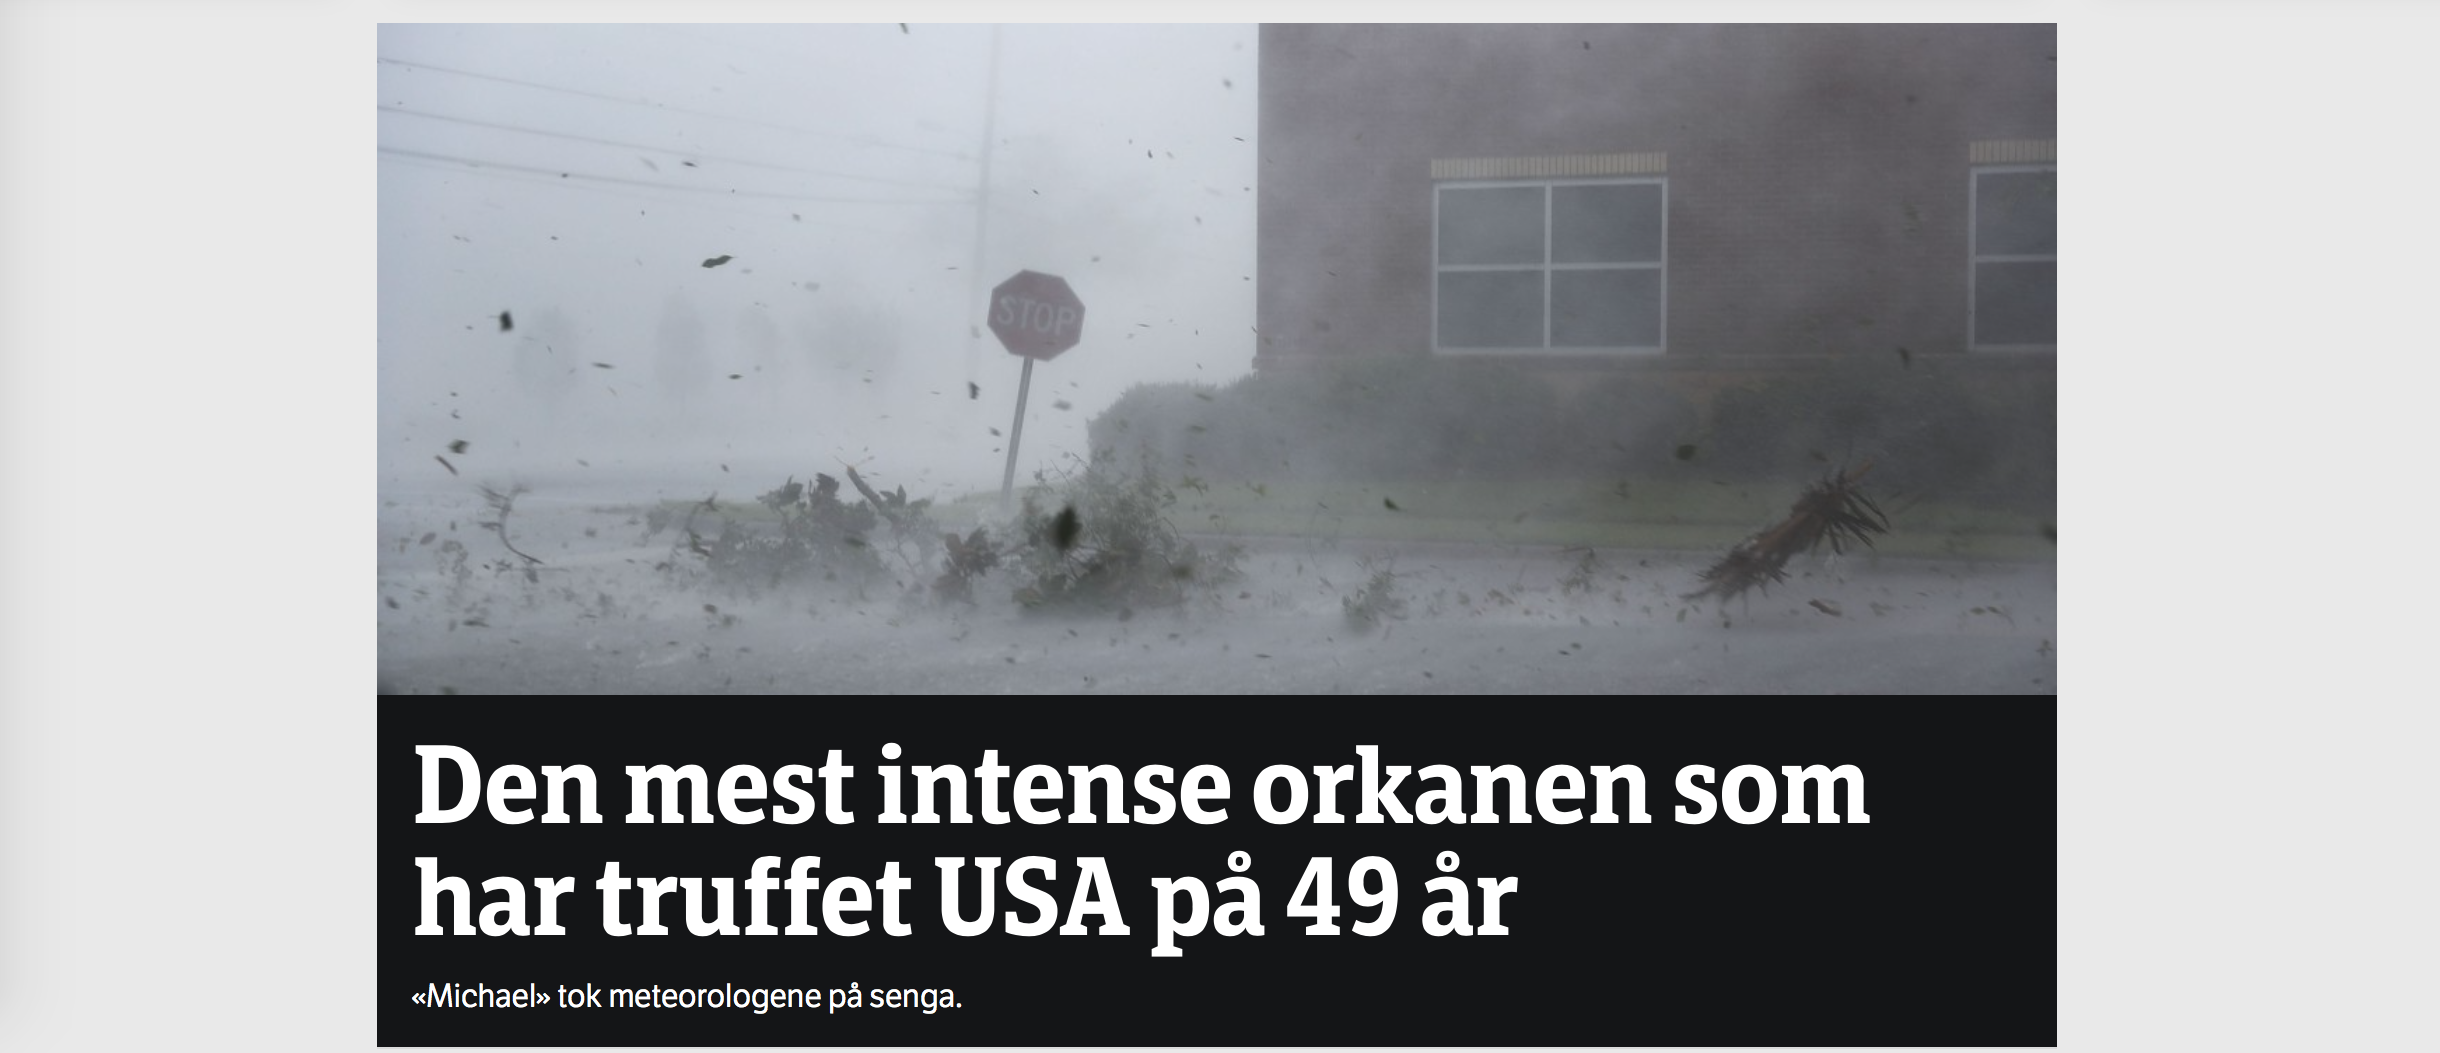 STOP
Den mest intense orkanen som
har truffet USA på 49 år
«Michael» tok meteorologene på senga.